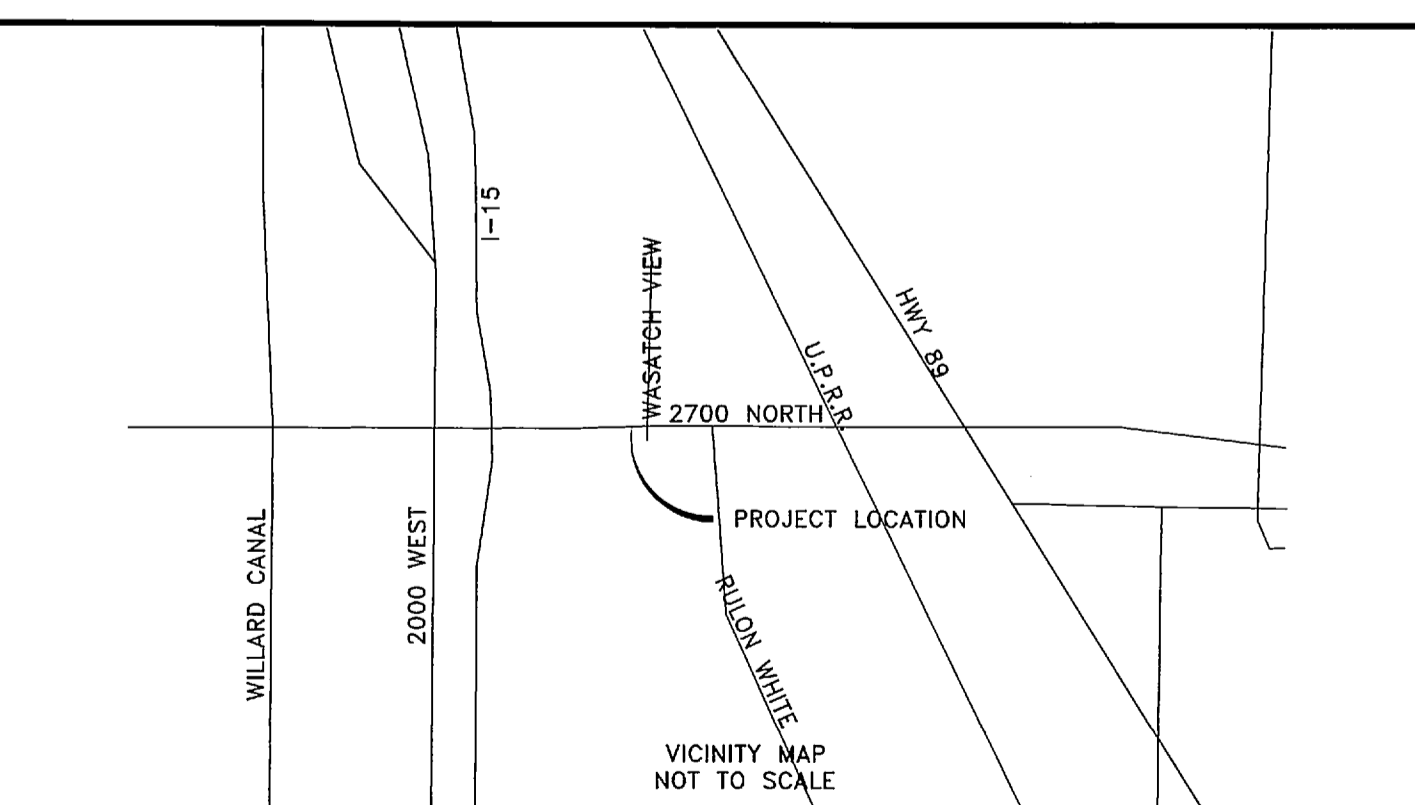 I-15
WASATCH VIEW
HWY 89
U.P.R.R.
2700 NORTH
WILLARD CANAL
2000 WEST
PROJECT LOCATION
RULON WHITE
VICINITY MAP
NOT TO SCALE